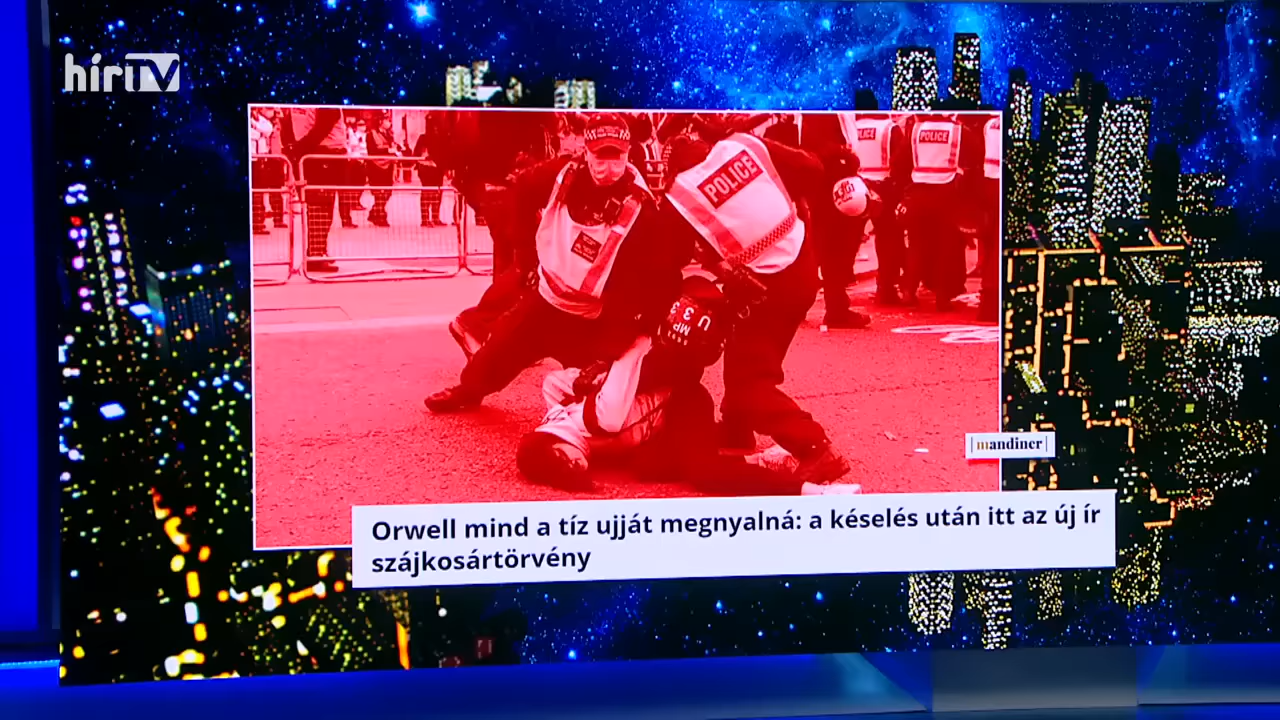 hírTV
POLICE
POLICE
POLICE
MP
U 3
|mandiner|
Orwell mind a tíz ujját megnyalná: a késelés után itt az új ír
szájkosártörvény